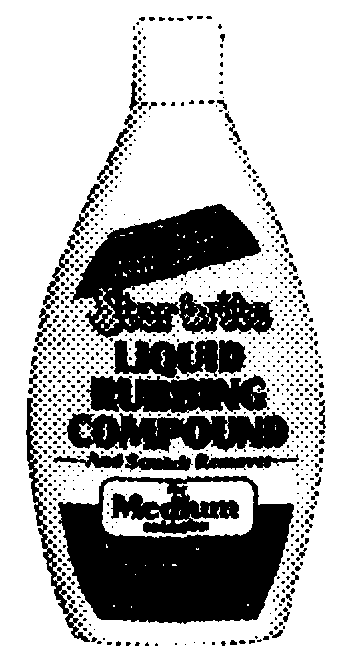 Star brite
LIQUID
RUBBING
COMPOUND
And Scratch Remover
Medium